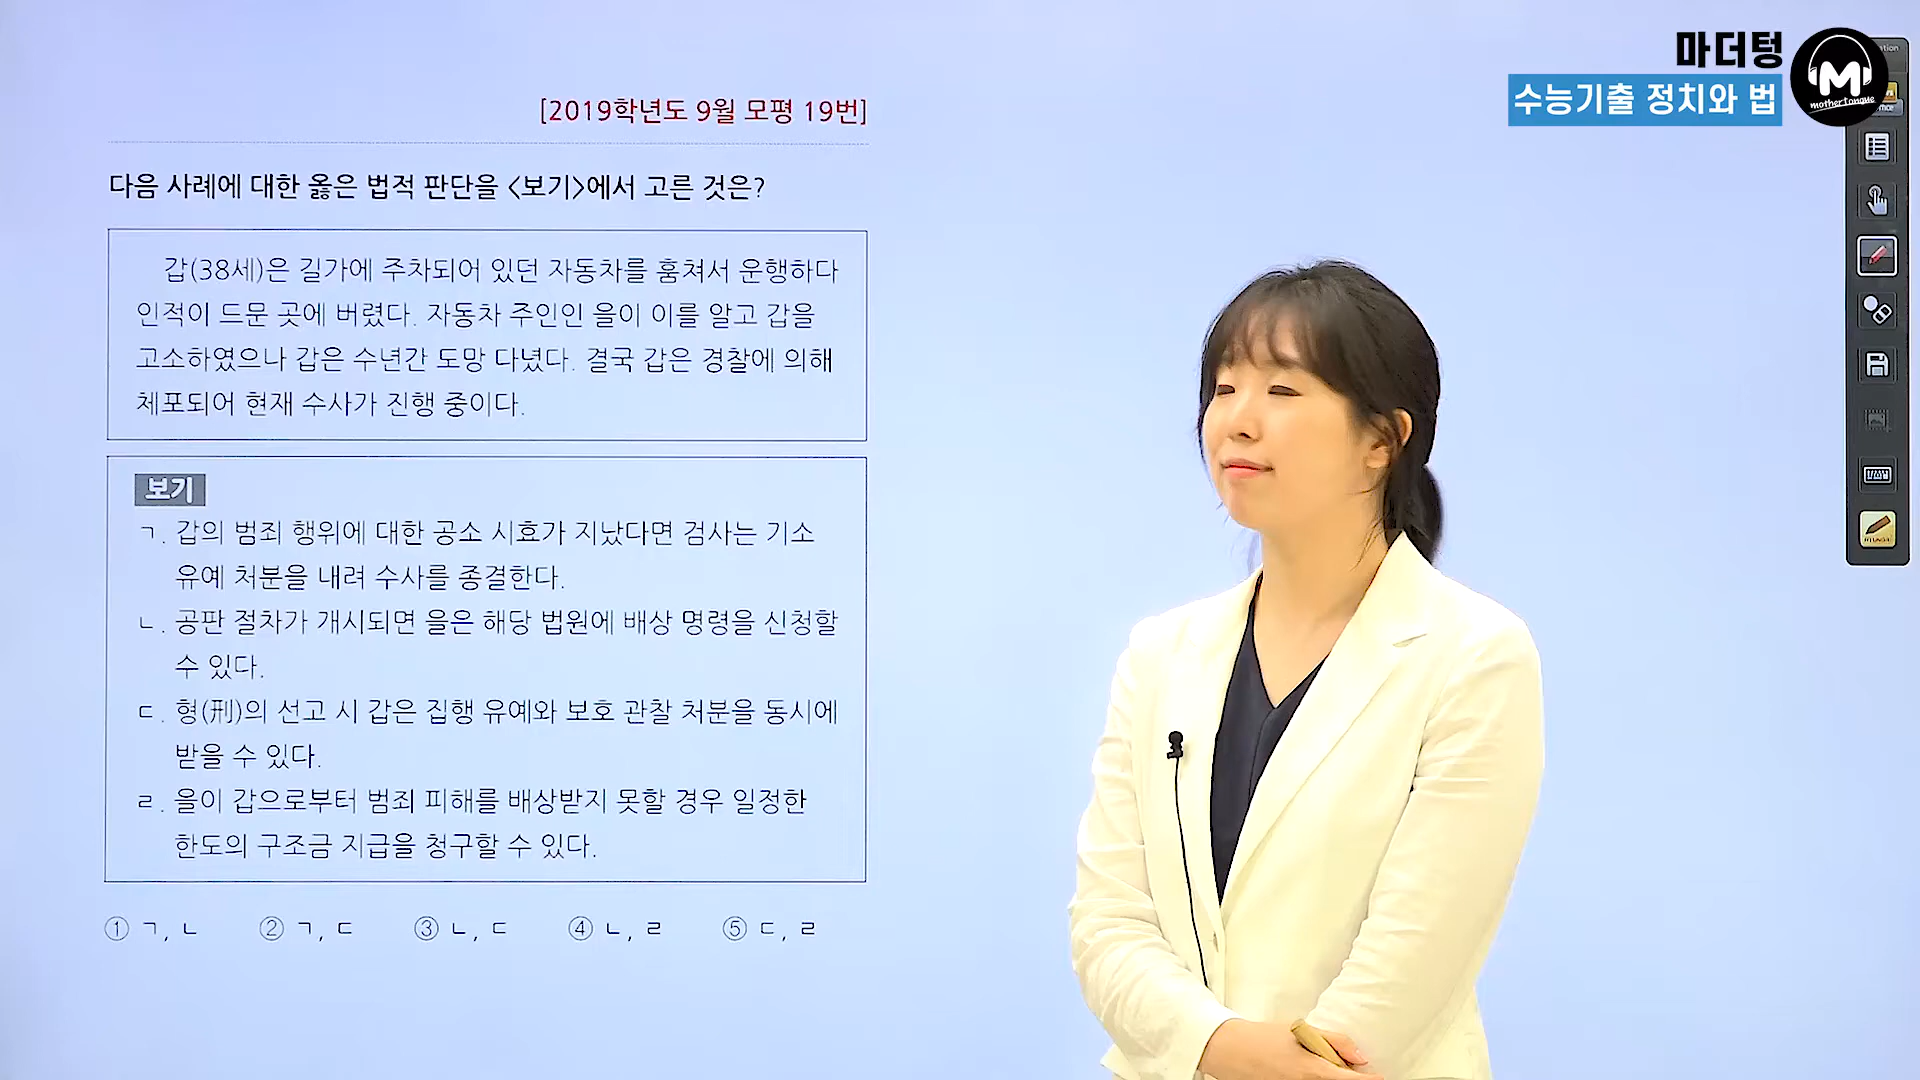 마더텅
수능기출 정치와 법
M
mothertongue
[2019학년도 9월 모평 19번]
다음 사례에 대한 옳은 법적 판단을 <보기>에서 고른 것은?
갑(38세)은 길가에 주차되어 있던 자동차를 훔쳐서 운행하다
인적이 드문 곳에 버렸다. 자동차 주인인 을이 이를 알고 갑을
고소하였으나 갑은 수년간 도망 다녔다. 결국 갑은 경찰에 의해
체포되어 현재 수사가 진행 중이다.
보기
ㄱ. 갑의 범죄 행위에 대한 공소 시효가 지났다면 검사는 기소
유예 처분을 내려 수사를 종결한다.
ㄴ. 공판 절차가 개시되면 을은 해당 법원에 배상 명령을 신청할
수 있다.
ㄷ. 형(刑)의 선고 시 갑은 집행 유예와 보호 관찰 처분을 동시에
받을 수 있다.
ㄹ. 을이 갑으로부터 범죄 피해를 배상받지 못할 경우 일정한
한도의 구조금 지급을 청구할 수 있다.
① ㄱ, ㄴ ② ㄱ, ㄷ ③ ㄴ, ㄷ ④ ㄴ, ㄹ ⑤ ㄷ, ㄹ